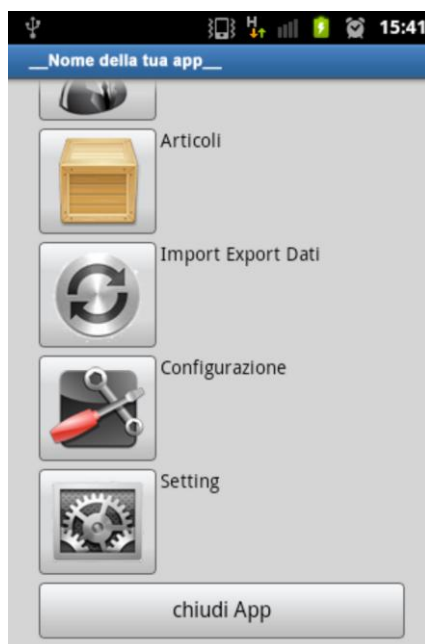 H 15:41
__Nome della tua app__
Articoli
Import Export Dati
Configurazione
Setting
chiudi App